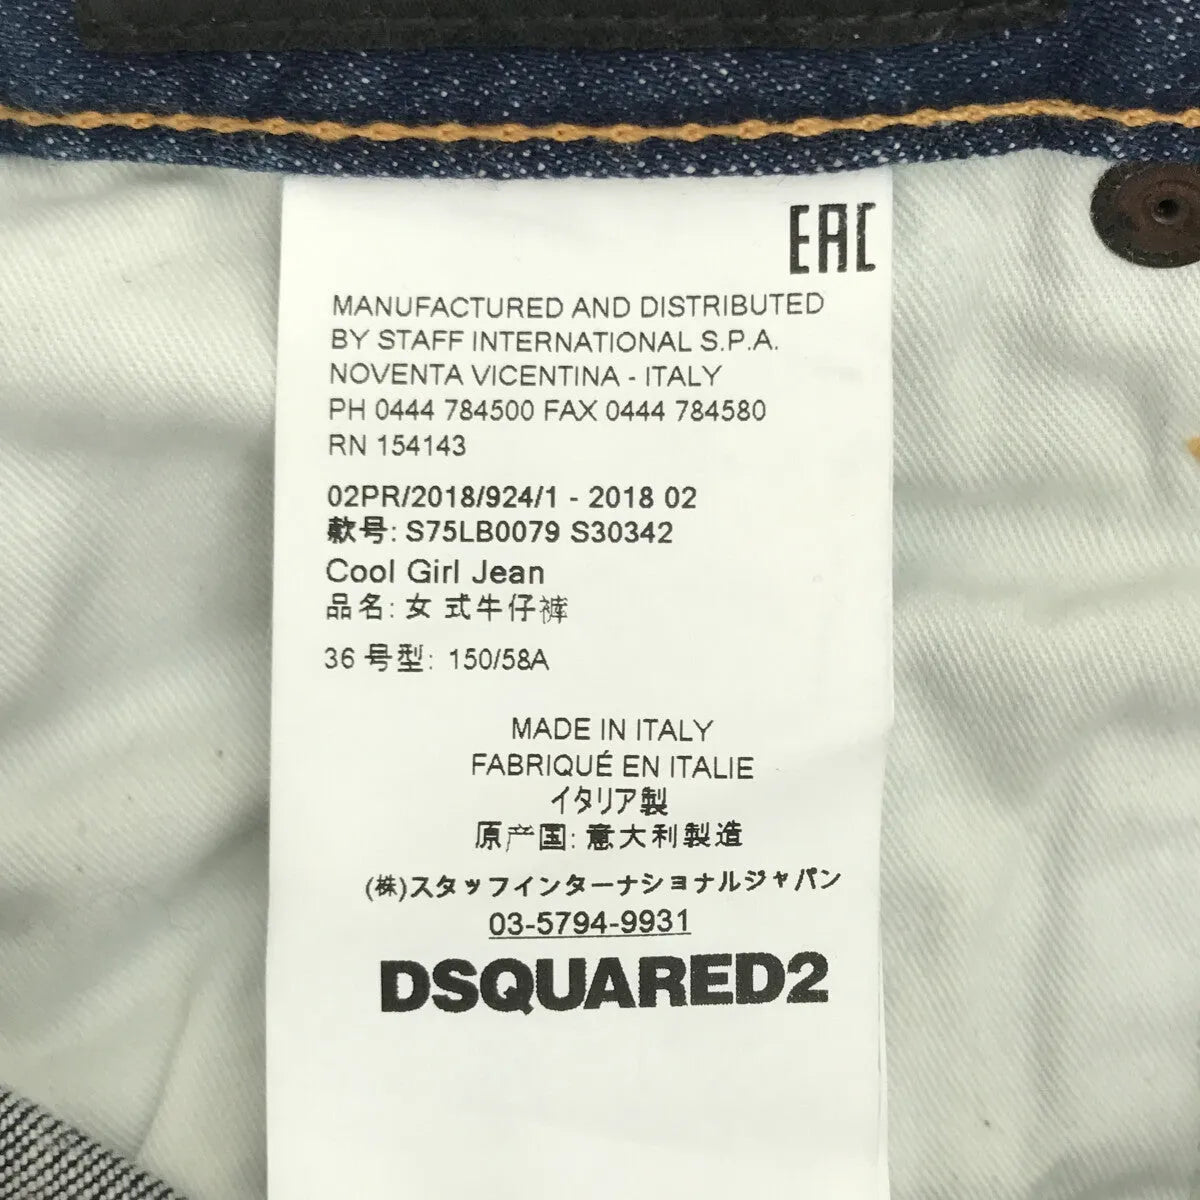 EAC
MANUFACTURED AND DISTRIBUTED
BY STAFF INTERNATIONAL S.P.A.
NOVENTA VICENTINA - ITALY
PH 0444 784500 FAX 0444 784580
RN 154143
02PR/2018/924/1 - 2018 02
款号: S75LB0079 S30342
Cool Girl Jean
品名: 女 式牛仔裤
36 号型: 150/58A
MADE IN ITALY
FABRIQUÉ EN ITALIE
イタリア製
原产国: 意大利製造
(株)スタッフインターナショナルジャパン
03-5794-9931
DSQUARED2